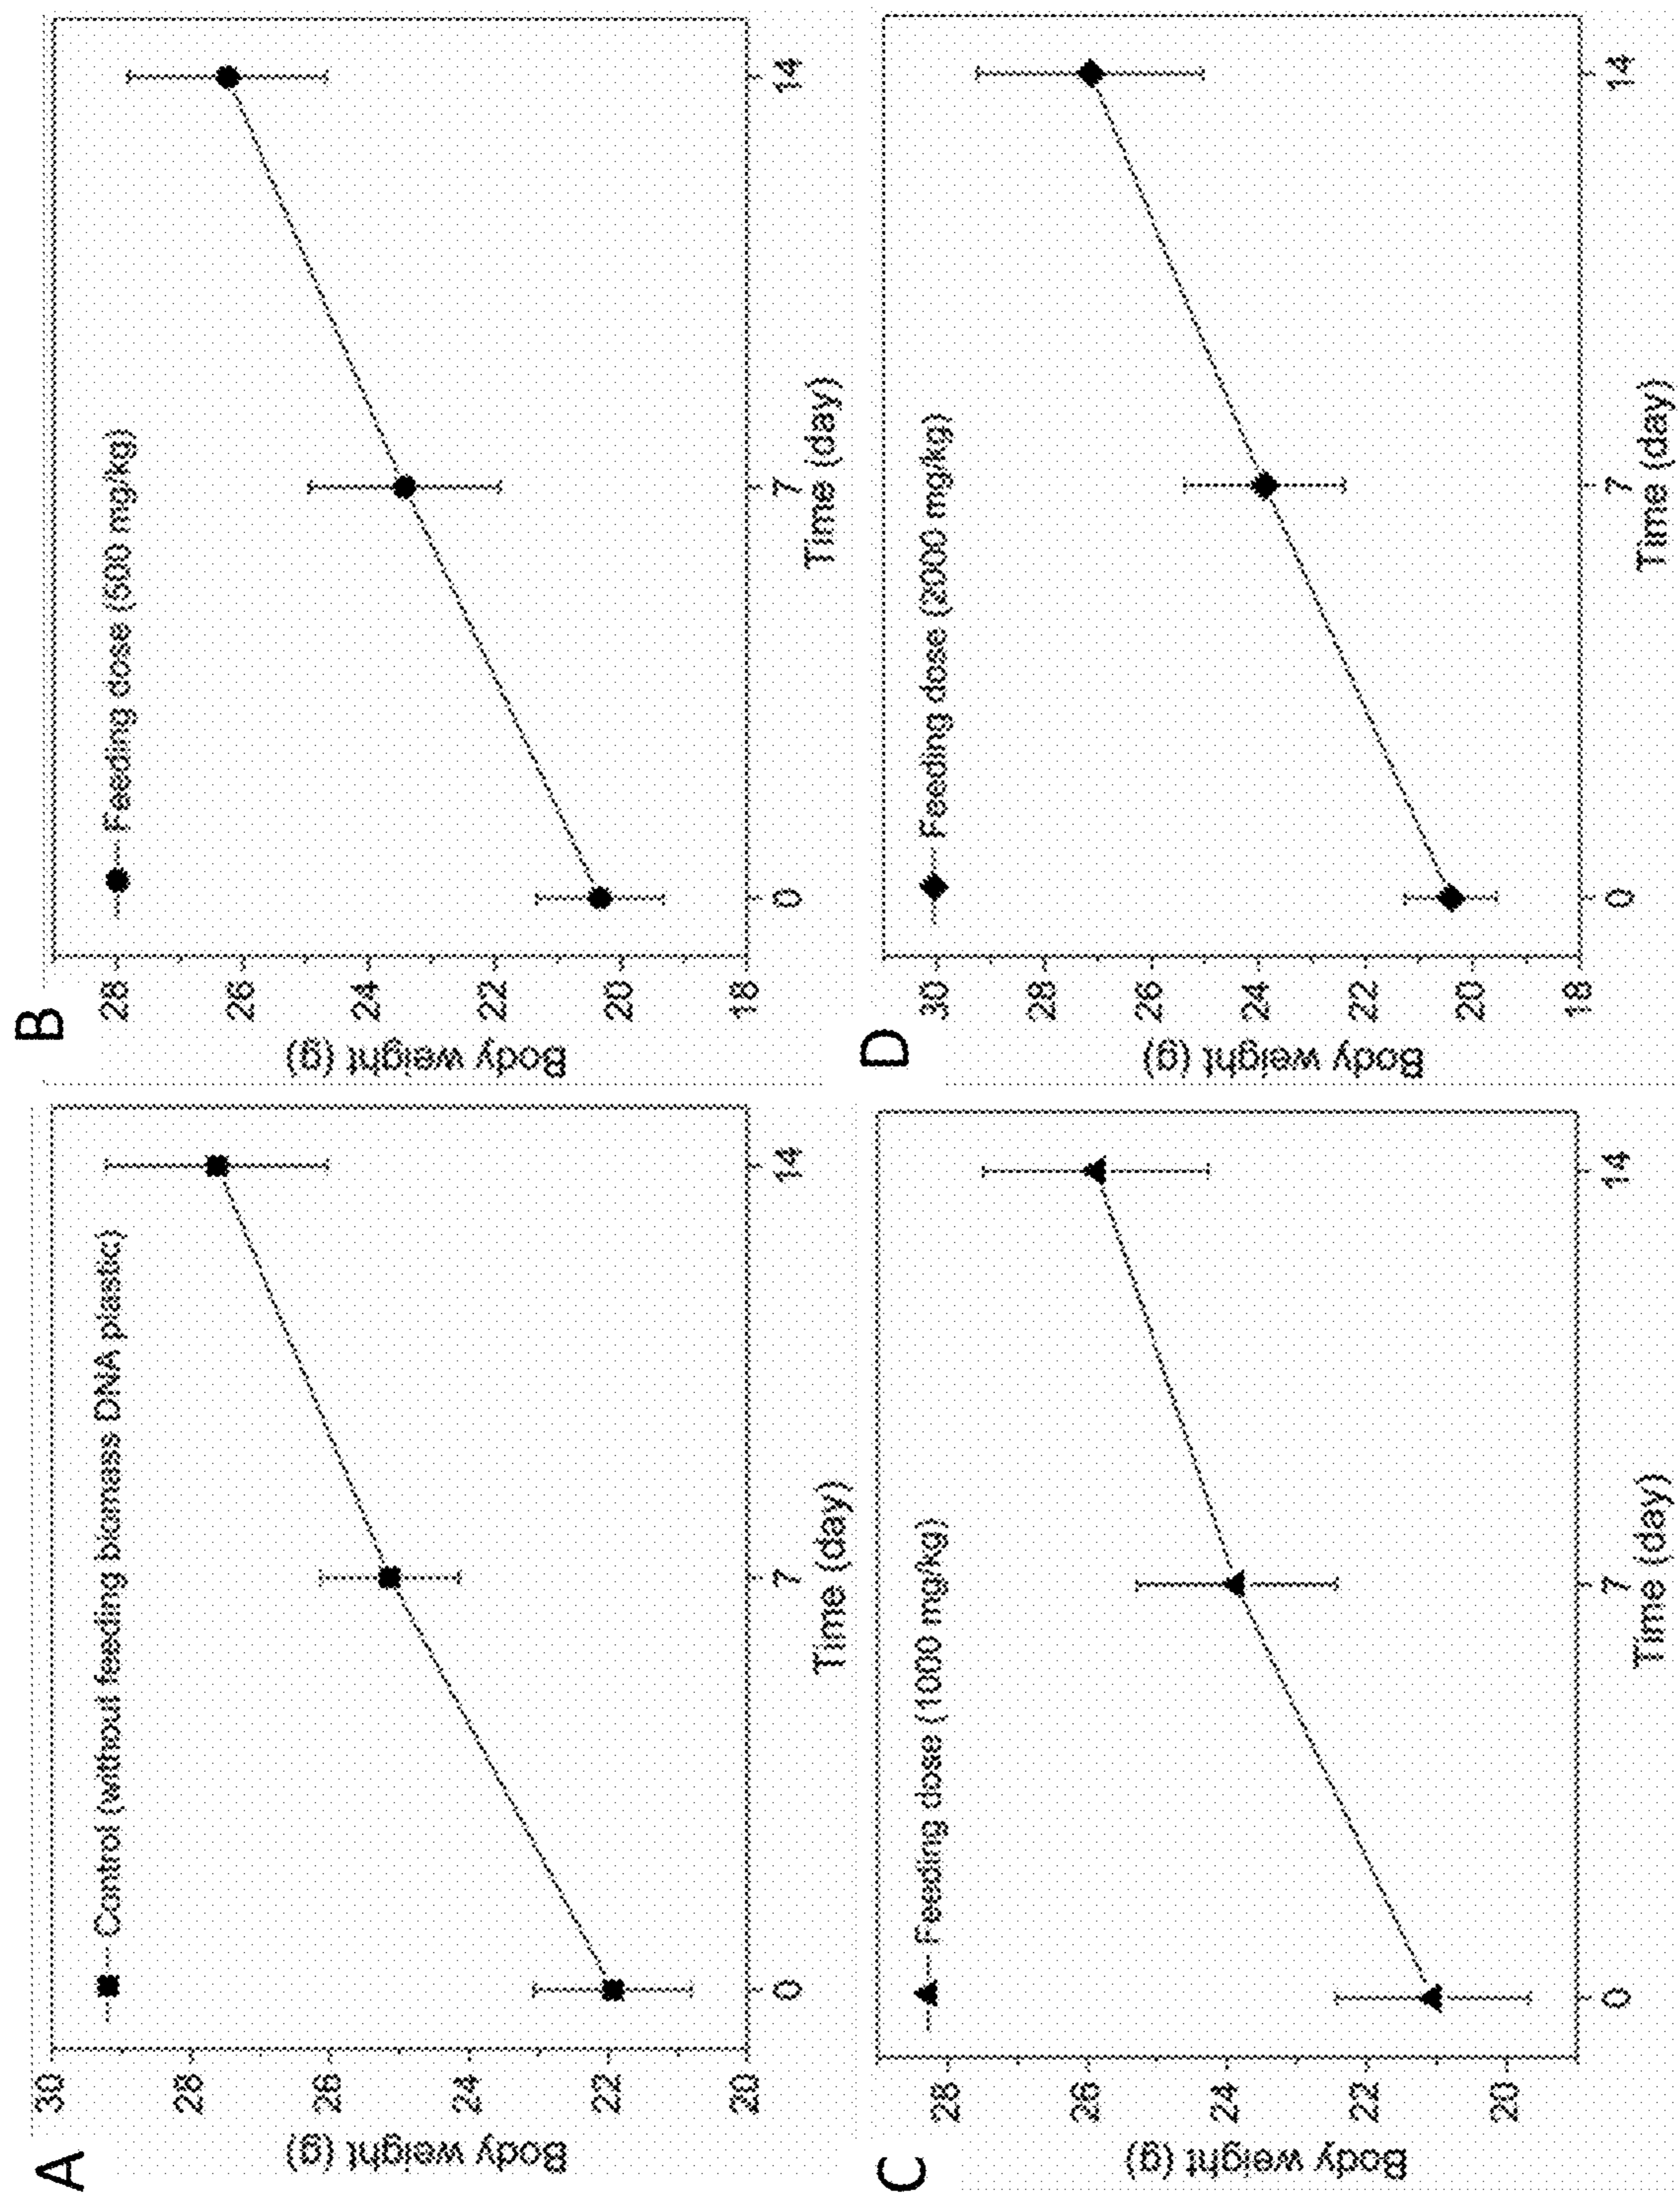 A
Control (without feeding biomass DNA plastic)
30
28
26
24
22
20
Body weight (g)
0
7
14
Time (day)
B
Feeding dose (500 mg/kg)
28
26
24
22
20
18
Body weight (g)
0
7
14
Time (day)
C
Feeding dose (1000 mg/kg)
28
26
24
22
20
Body weight (g)
0
7
14
Time (day)
D
Feeding dose (2000 mg/kg)
30
28
26
24
22
20
18
Body weight (g)
0
7
14
Time (day)